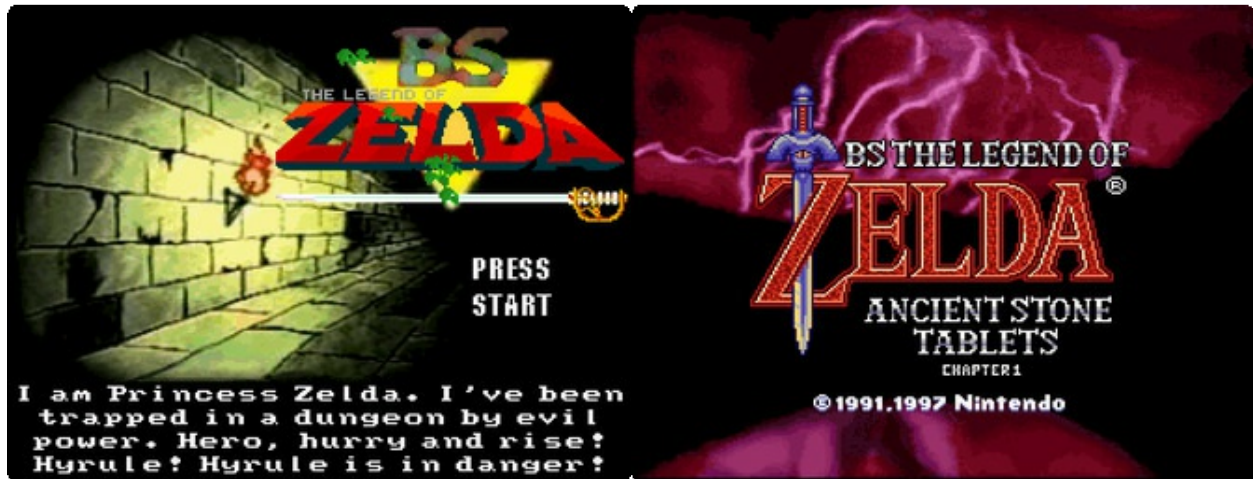 BS
THE LEGEND OF
ZELDA
PRESS
START
I am Princess Zelda. I've been
trapped in a dungeon by evil
power. Hero, hurry and rise!
Hyrule! Hyrule is in danger!
BS THE LEGEND OF
ZELDA®
ANCIENT STONE
TABLETS
CHAPTER 1
©1991,1997 Nintendo